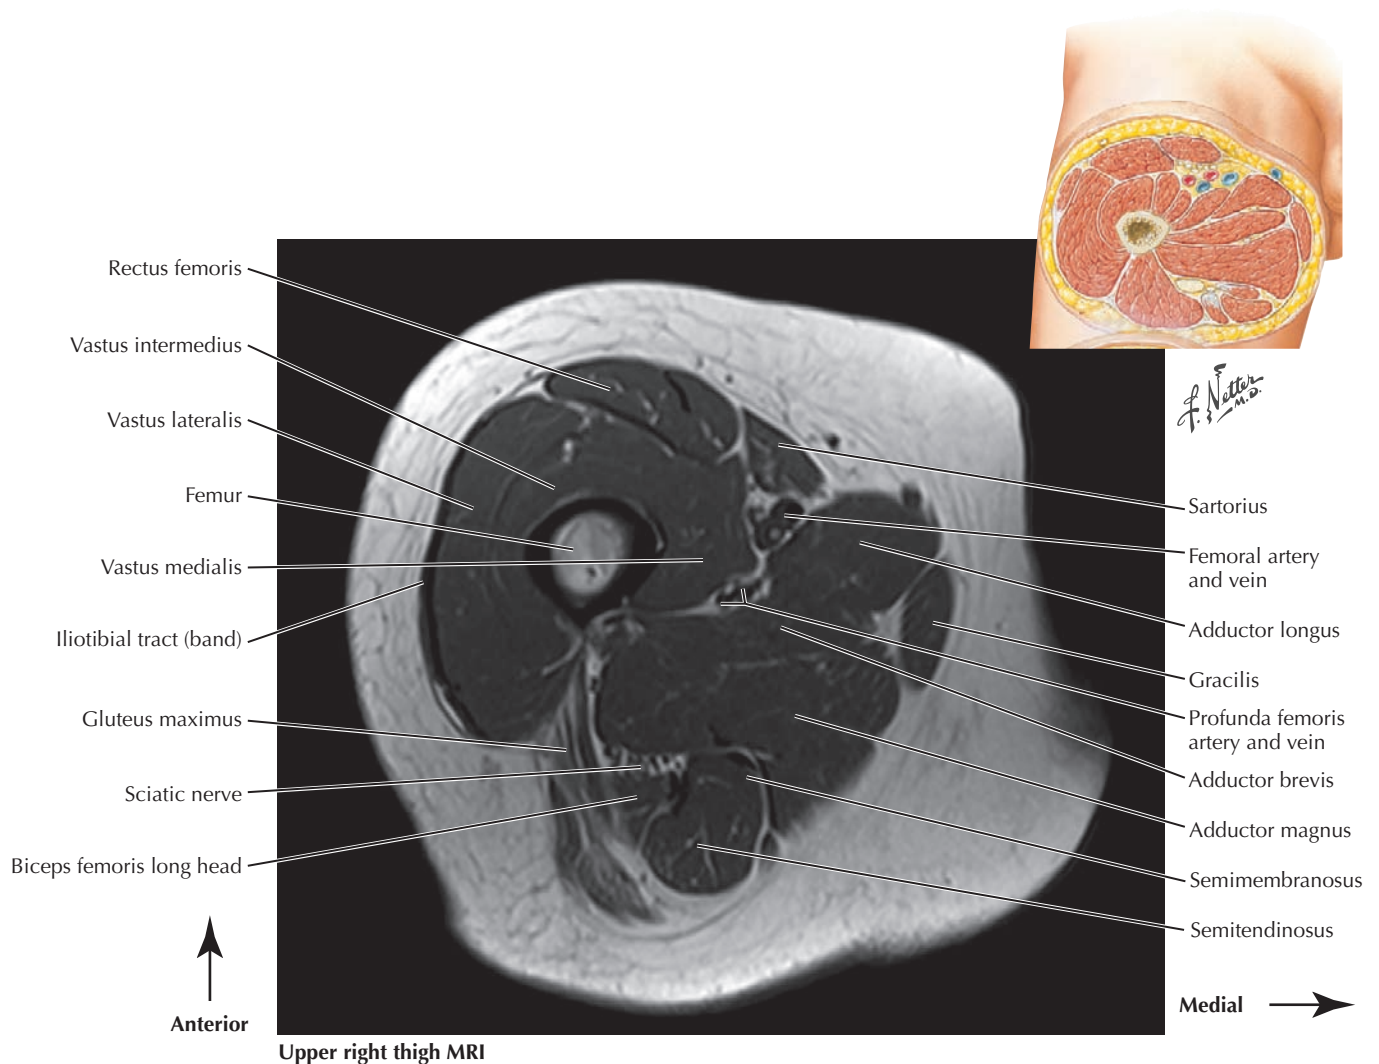 Rectus femoris
Vastus intermedius
Vastus lateralis
Femur
Vastus medialis
Iliotibial tract (band)
Gluteus maximus
Sciatic nerve
Biceps femoris long head
Anterior
F. Netter
M.D.
Sartorius
Femoral artery
and vein
Adductor longus
Gracilis
Profunda femoris
artery and vein
Adductor brevis
Adductor magnus
Semimembranosus
Semitendinosus
Medial
Upper right thigh MRI